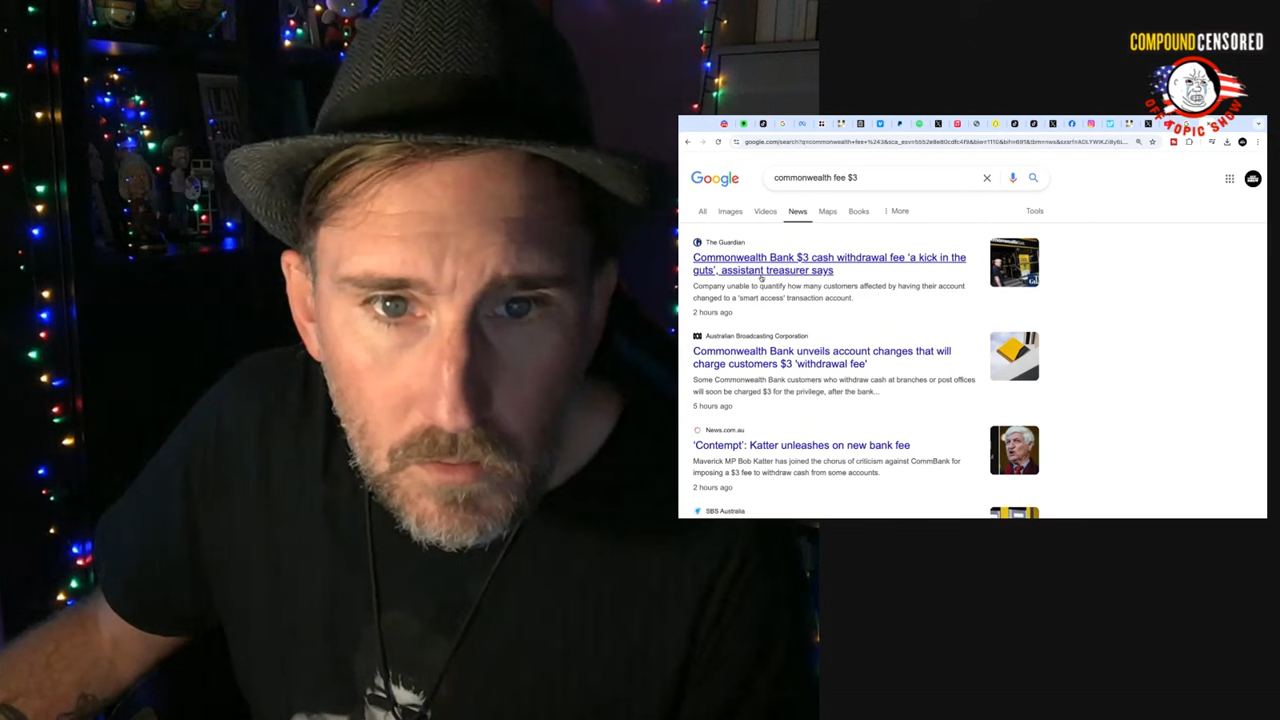 COMPOUNDCENSORED
OFF TOPIC SHOW
Google
commonwealth fee $3
All Images Videos News Maps Books More Tools
The Guardian
Commonwealth Bank $3 cash withdrawal fee ‘a kick in the
guts’, assistant treasurer says
Company unable to quantify how many customers affected by having their account
changed to a 'smart access' transaction account.
2 hours ago
Australian Broadcasting Corporation
Commonwealth Bank unveils account changes that will
charge customers $3 'withdrawal fee'
Some Commonwealth Bank customers who withdraw cash at branches or post offices
will soon be charged $3 for the privilege, after the bank...
5 hours ago
News.com.au
‘Contempt’: Katter unleashes on new bank fee
Maverick MP Bob Katter has joined the chorus of criticism against CommBank for
imposing a $3 fee to withdraw cash from some accounts.
2 hours ago
SBS Australia